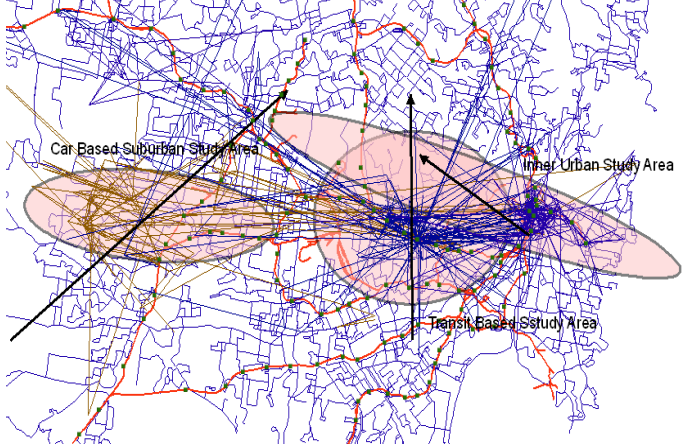 Car Based Suburban Study Area
Inner Urban Study Area
Transit Based Sstudy Area